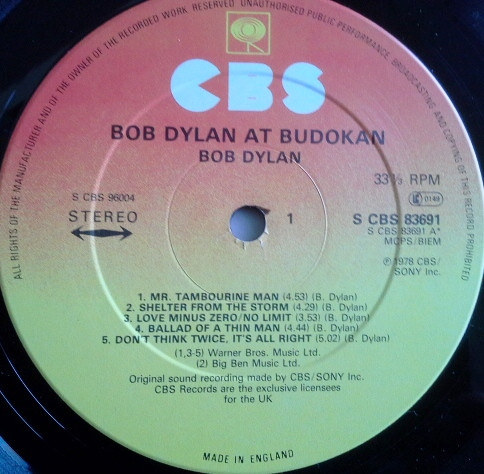 ALL RIGHTS OF THE MANUFACTURER AND OF THE OWNER OF THE RECORDED WORK RESERVED UNAUTHORISED PUBLIC PERFORMANCE, BROADCASTING AND COPYING OF THIS RECORD PROHIBITED
CBS
BOB DYLAN AT BUDOKAN
BOB DYLAN
33⅓ RPM
S CBS 96004
STEREO
1
S CBS 83691
S CBS 83691 A*
MCPS/BIEM
℗ 1978 CBS/
SONY Inc.
1. MR. TAMBOURINE MAN (4.53) (B. Dylan)
2. SHELTER FROM THE STORM (4.29) (B. Dylan)
3. LOVE MINUS ZERO/NO LIMIT (3.53) (B. Dylan)
4. BALLAD OF A THIN MAN (4.44) (B. Dylan)
5. DON'T THINK TWICE, IT'S ALL RIGHT (5.02) (B. Dylan)
(1,3-5) Warner Bros. Music Ltd.
(2) Big Ben Music Ltd.
Original sound recording made by CBS/SONY Inc.
CBS Records are the exclusive licensees
for the UK
MADE IN ENGLAND